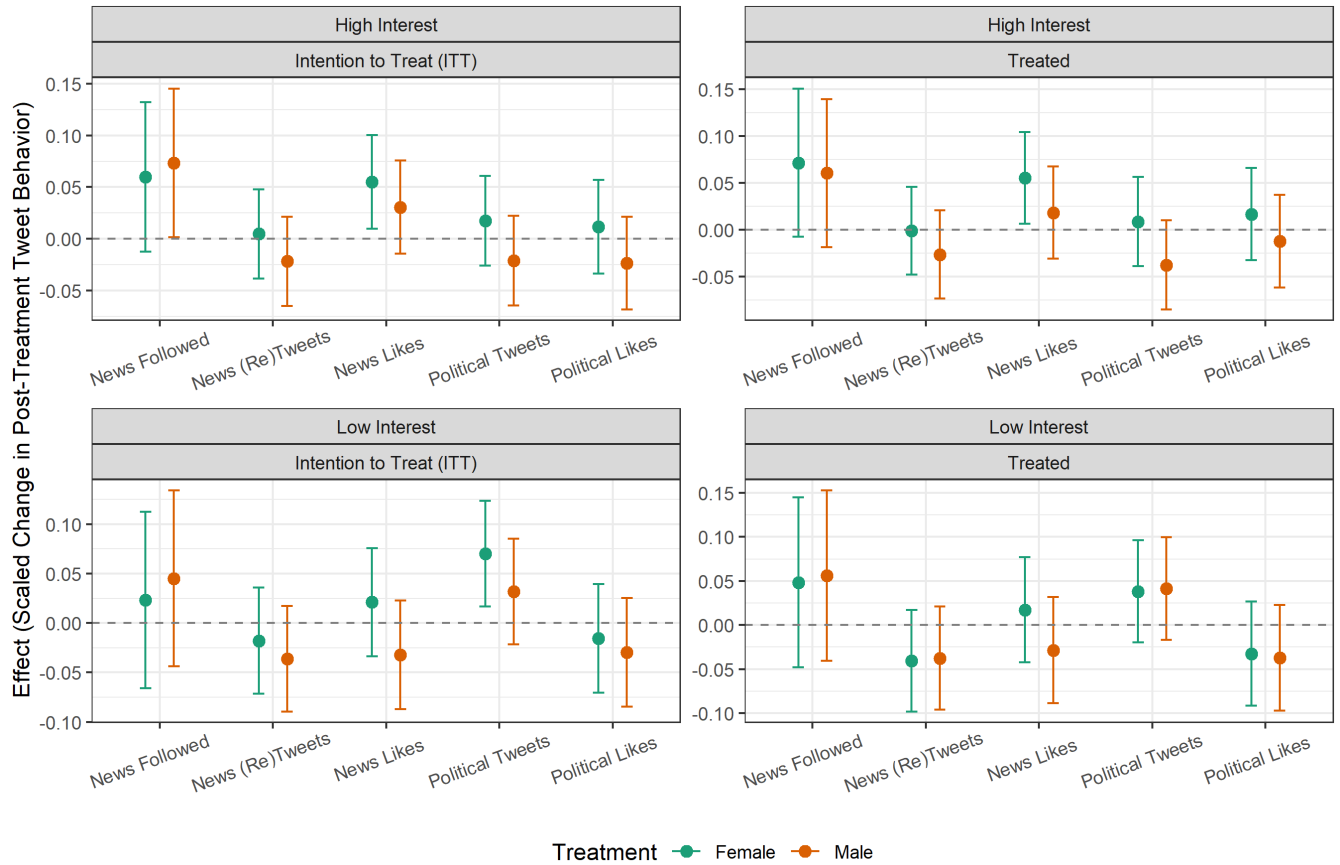 Effect (Scaled Change in Post-Treatment Tweet Behavior)
High Interest
Intention to Treat (ITT)
0.15
0.10
0.05
0.00
-0.05
News Followed
News (Re)Tweets
News Likes
Political Tweets
Political Likes
High Interest
Treated
0.15
0.10
0.05
0.00
-0.05
News Followed
News (Re)Tweets
News Likes
Political Tweets
Political Likes
Low Interest
Intention to Treat (ITT)
0.10
0.05
0.00
-0.05
-0.10
News Followed
News (Re)Tweets
News Likes
Political Tweets
Political Likes
Low Interest
Treated
0.15
0.10
0.05
0.00
-0.05
-0.10
News Followed
News (Re)Tweets
News Likes
Political Tweets
Political Likes
Treatment Female Male